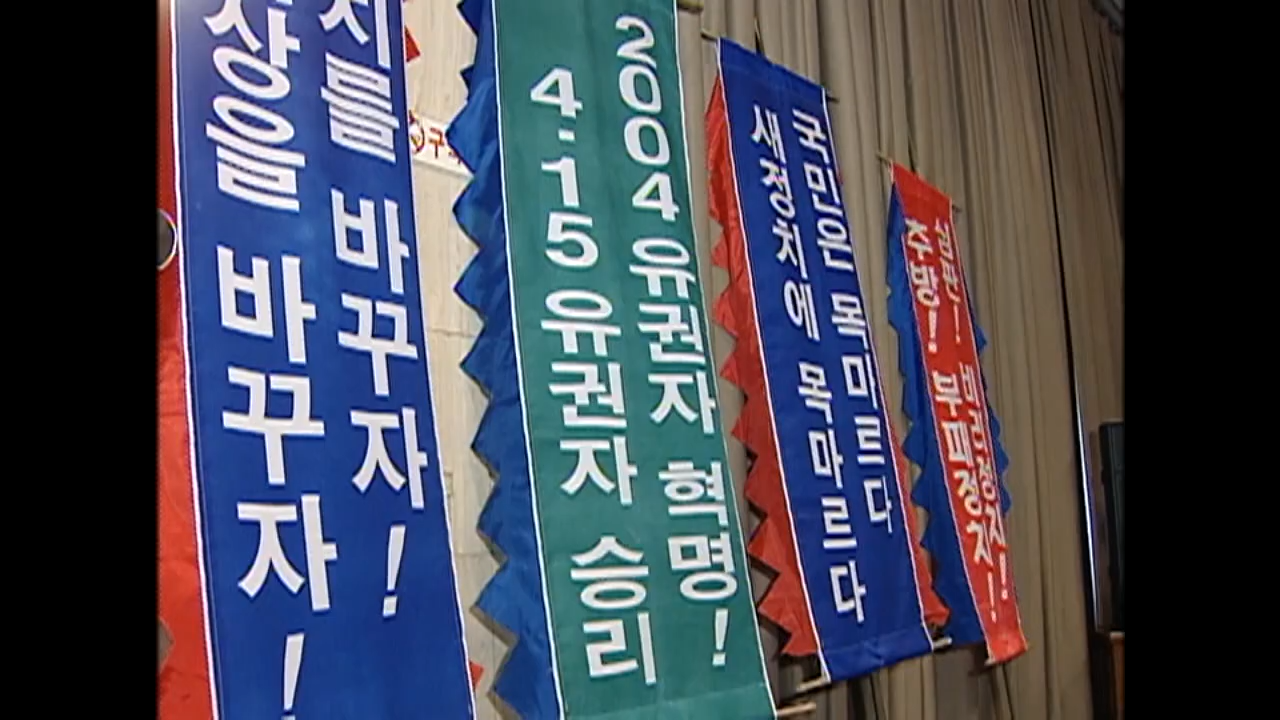 치를 바꾸자!
상을 바꾸자!
2004 유권자 혁명!
4.15 유권자 승리
국민은 목마르다
새정치에 목마르다
추방! 부패정치!